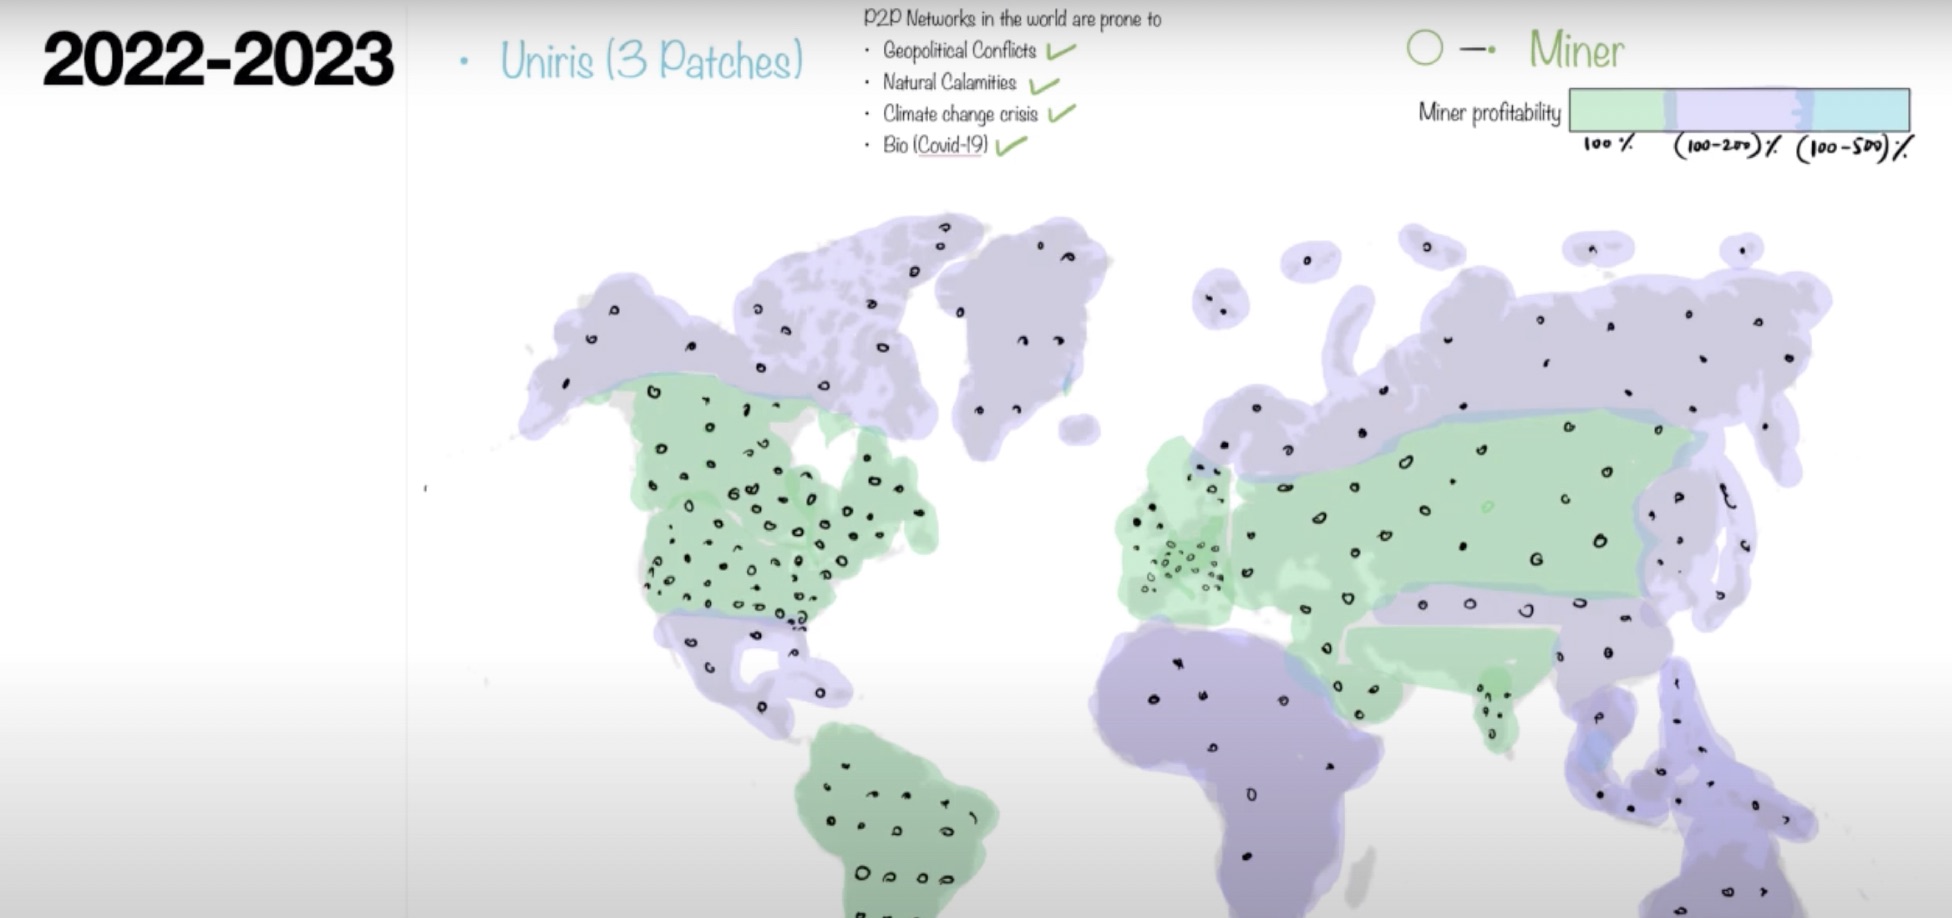 2022-2023
• Uniris (3 Patches)
P2P Networks in the world are prone to
• Geopolitical Conflicts
• Natural Calamities
• Climate change crisis
• Bio (Covid-19)
Miner
Miner profitability
100 % (100-200) % (100-500) %